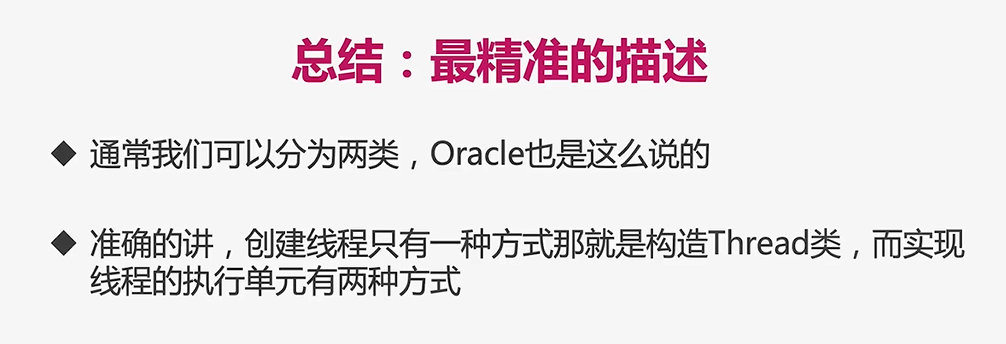 总结：最精准的描述
◆ 通常我们可以分为两类，Oracle也是这么说的
◆ 准确的讲，创建线程只有一种方式那就是构造Thread类，而实现
线程的执行单元有两种方式